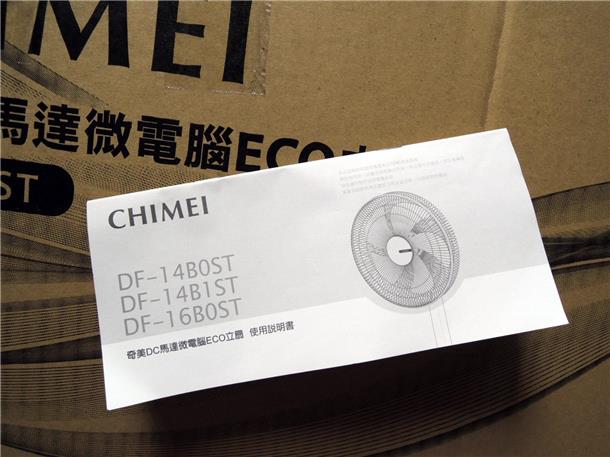 IMEI
馬達微電腦ECO
ST
CHIMEI
DF-14B0ST
DF-14B1ST
DF-16B0ST
奇美DC馬達微電腦ECO立扇 使用說明書